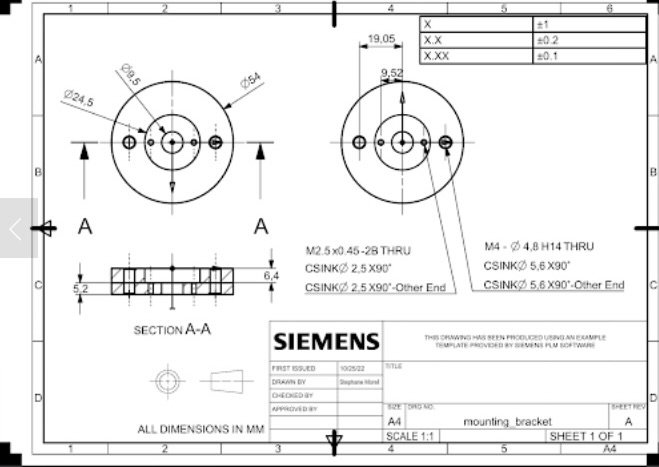 1 2 3 4 5 6
X ±1
X.X ±0.2
X.XX ±0.1
A A
19,05
9,52
Ø9.5
Ø54
Ø24,5
B B
A A
M2.5 x0.45 -2B THRU
CSINKØ 2,5 X90°
CSINKØ 2,5 X90°-Other End
M4 - Ø 4,8 H14 THRU
CSINKØ 5,6 X90°
CSINKØ 5,6 X90°-Other End
C C
6,4
5,2
SECTION A-A
SIEMENS
THIS DRAWING HAS BEEN PRODUCED USING AN EXAMPLE
TEMPLATE PROVIDED BY SIEMENS PLM SOFTWARE
FIRST ISSUED 10/25/22
TITLE
DRAWN BY Stephane Morel
CHECKED BY
APPROVED BY
D D
SIZE DRG NO. SHEET REV
A4 mounting_bracket A
SCALE 1:1 SHEET 1 OF 1
ALL DIMENSIONS IN MM
1 2 3 4 5 A4